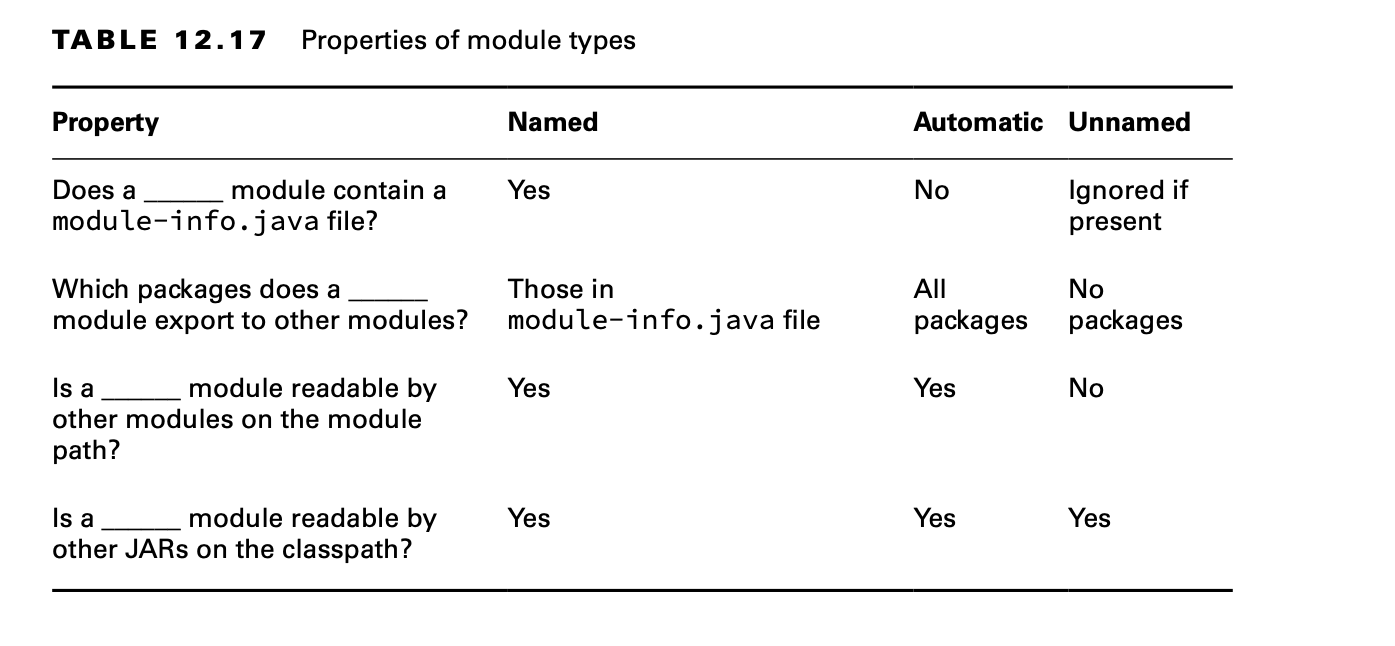 TABLE 12.17 Properties of module types
Property Named Automatic Unnamed
Does a ______ module contain a Yes No Ignored if
module-info.java file? present
Which packages does a ______ Those in All No
module export to other modules? module-info.java file packages packages
Is a ______ module readable by Yes Yes No
other modules on the module
path?
Is a ______ module readable by Yes Yes Yes
other JARs on the classpath?